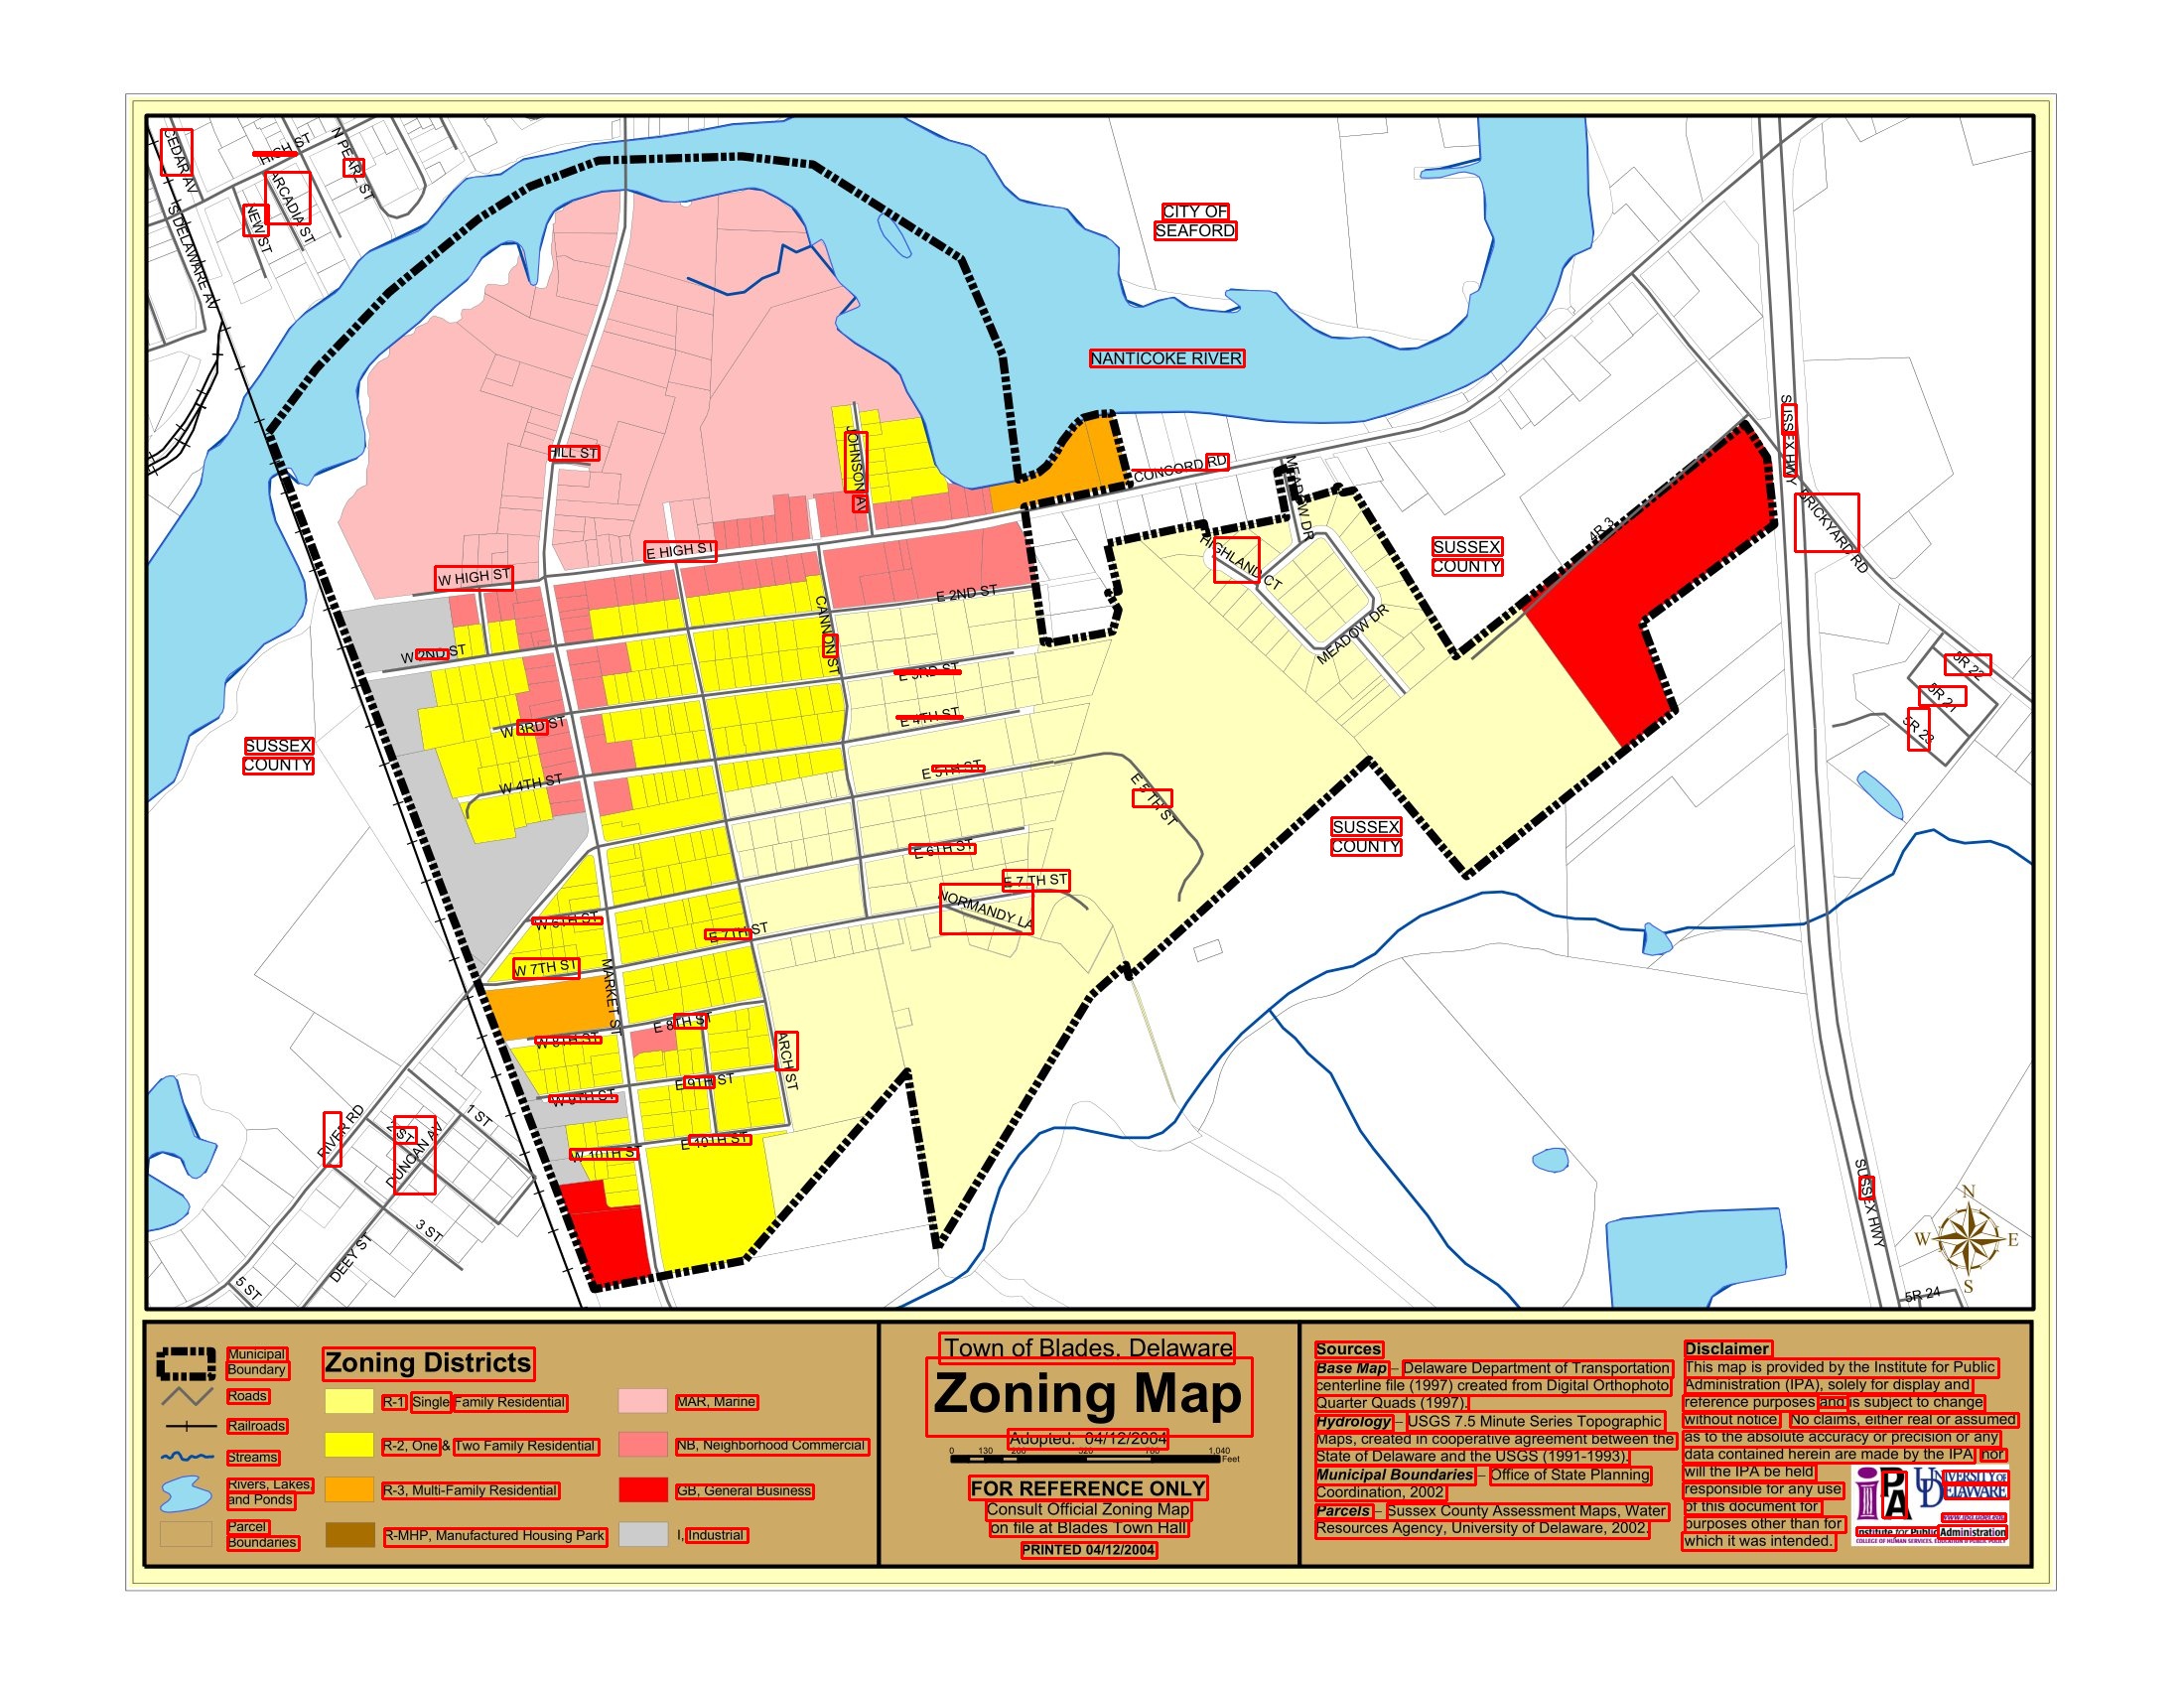 CEDAR AV
HIGH ST
N PEARL ST
ARCADIA ST
NEW ST
S DELAWARE AV
CITY OF
SEAFORD
NANTICOKE RIVER
SUSSEX HWY
HILL ST
JOHNSON AV
CONCORD RD
MEADOW DR
BRICKYARD RD
4R 3
HIGHLAND CT
SUSSEX
COUNTY
E HIGH ST
W HIGH ST
E 2ND ST
CANNON ST
MEADOW DR
W 2ND ST
E 3RD ST
5R 22
5R 21
5R 23
W 3RD ST
E 4TH ST
SUSSEX
COUNTY
W 4TH ST
E 5TH ST
E 5 TH ST
SUSSEX
COUNTY
E 6TH ST
E 7 TH ST
NORMANDY LA
W 6TH ST
E 7TH ST
W 7TH ST
MARKET ST
E 8TH ST
W 8TH ST
ARCH ST
E 9TH ST
W 9TH ST
RIVER RD
1 ST
2 ST
DUNCAN AV
E 10TH ST
W 10TH ST
SUSSEX HWY
3 ST
DEEY ST
5 ST
5R 24
N
W E
S
Municipal
Boundary
Roads
Railroads
Streams
Rivers, Lakes,
and Ponds
Parcel
Boundaries
Zoning Districts
R-1 Single Family Residential
R-2, One & Two Family Residential
R-3, Multi-Family Residential
R-MHP, Manufactured Housing Park
MAR, Marine
NB, Neighborhood Commercial
GB, General Business
I, Industrial
Town of Blades, Delaware
Zoning Map
Adopted: 04/12/2004
0 130 260 520 780 1,040
Feet
FOR REFERENCE ONLY
Consult Official Zoning Map
on file at Blades Town Hall
PRINTED 04/12/2004
Sources
Base Map – Delaware Department of Transportation
centerline file (1997) created from Digital Orthophoto
Quarter Quads (1997).
Hydrology – USGS 7.5 Minute Series Topographic
Maps, created in cooperative agreement between the
State of Delaware and the USGS (1991-1993).
Municipal Boundaries – Office of State Planning
Coordination, 2002
Parcels – Sussex County Assessment Maps, Water
Resources Agency, University of Delaware, 2002.
Disclaimer
This map is provided by the Institute for Public
Administration (IPA), solely for display and
reference purposes and is subject to change
without notice. No claims, either real or assumed
as to the absolute accuracy or precision or any
data contained herein are made by the IPA, nor
will the IPA be held
responsible for any use
of this document for
purposes other than for
which it was intended.
iPA
UD UNIVERSITY OF
DELAWARE
www.ipa.udel.edu
Institute for Public Administration
COLLEGE OF HUMAN SERVICES, EDUCATION & PUBLIC POLICY